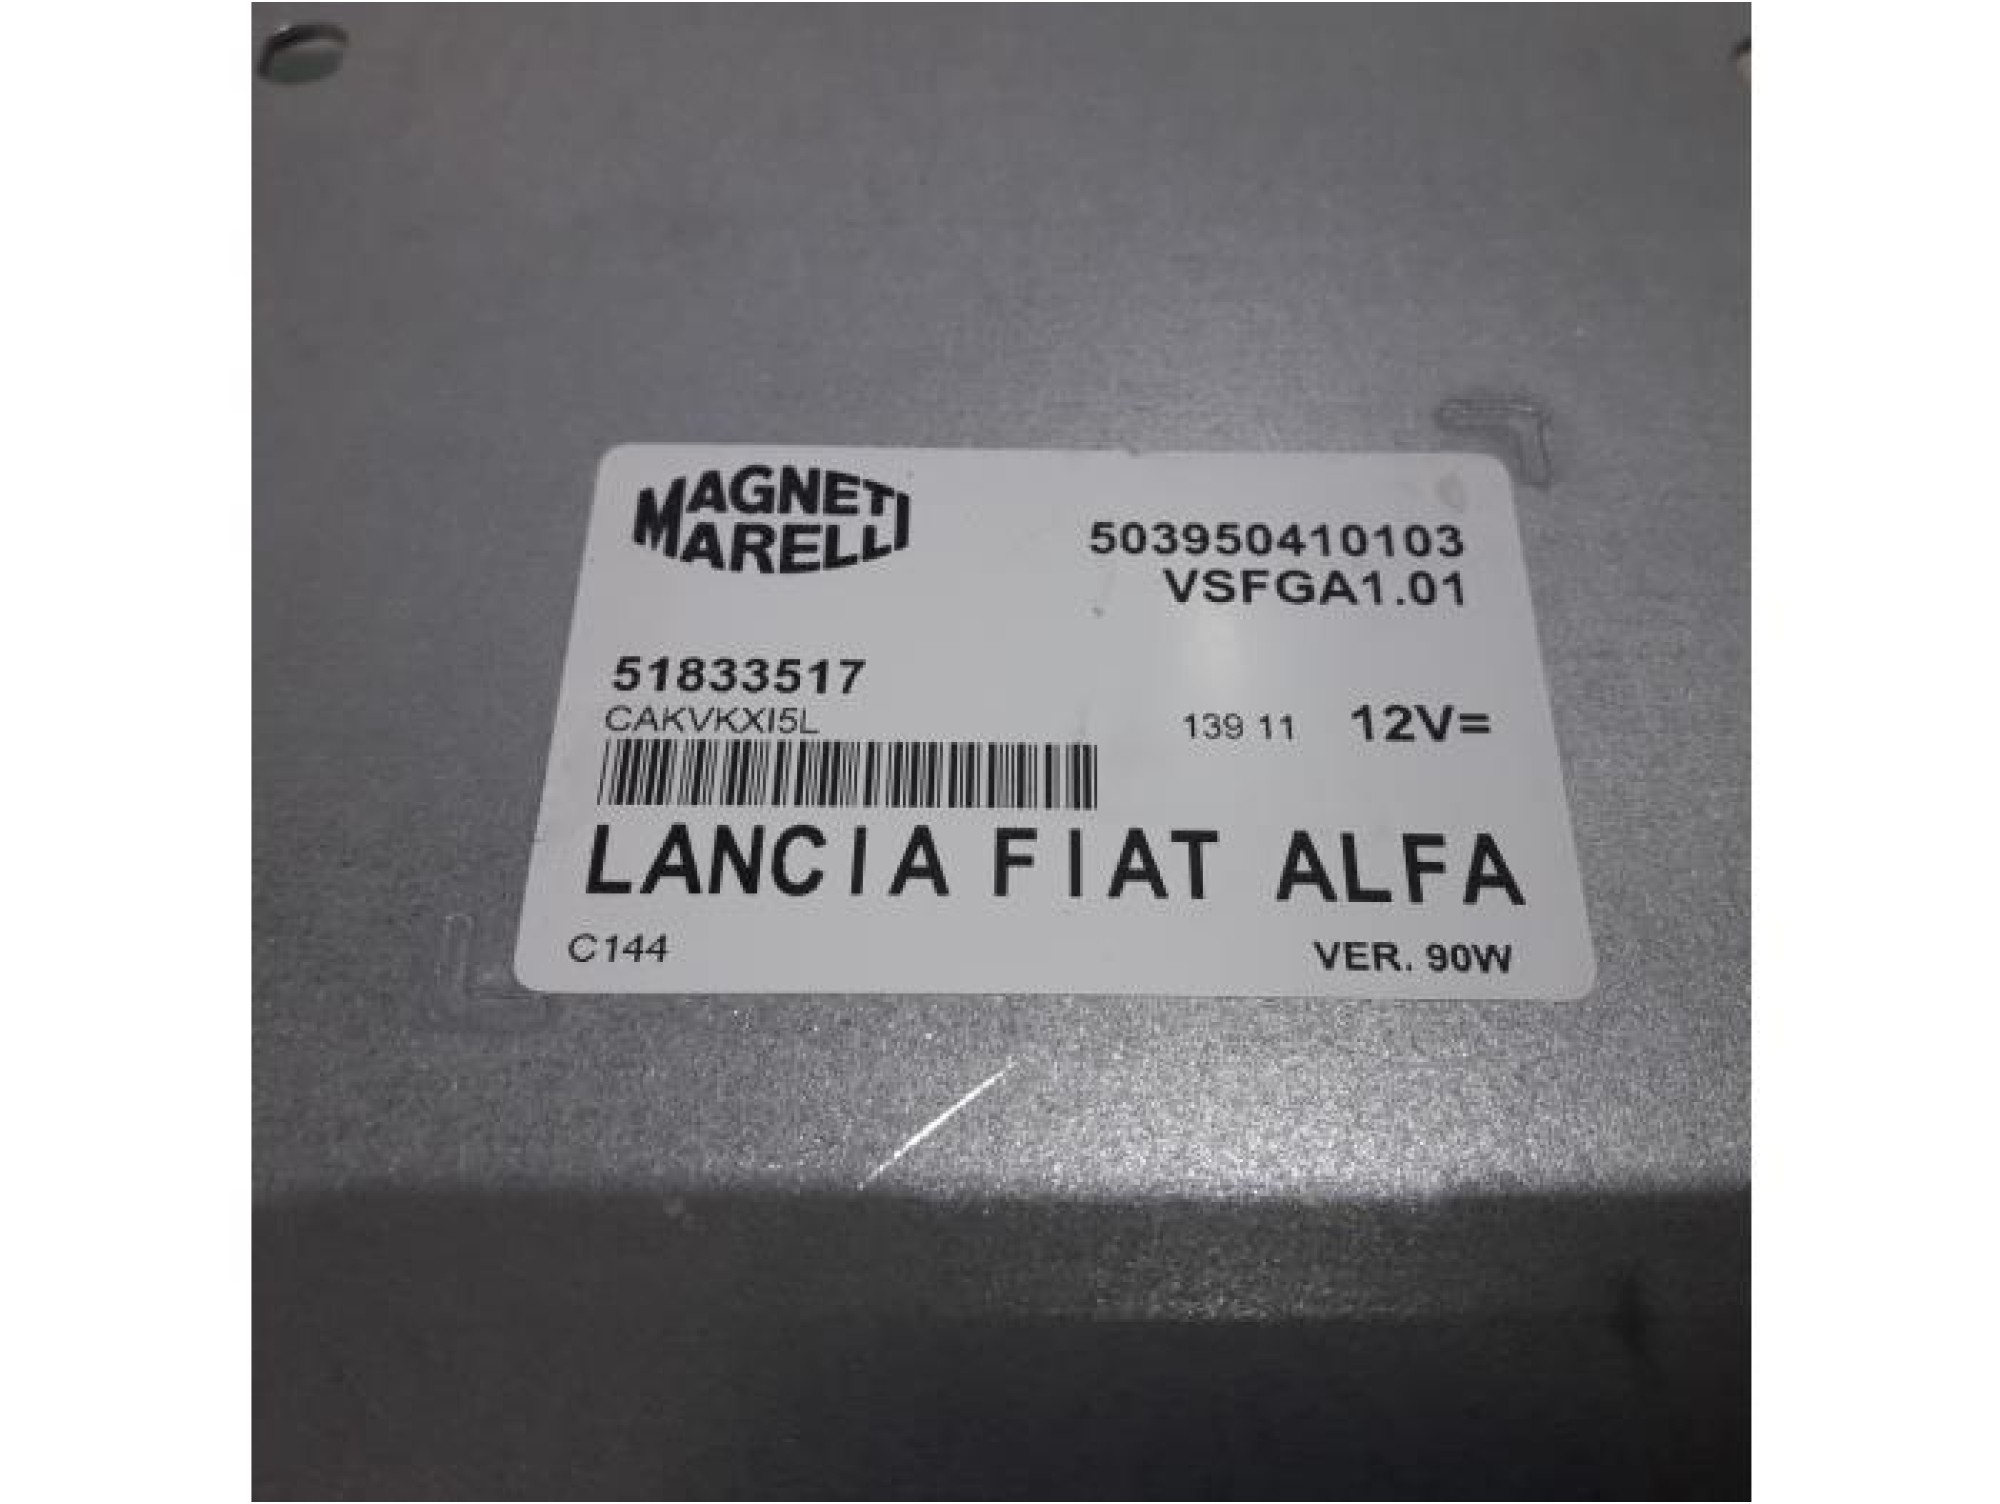 MAGNETI
MARELLI
503950410103
VSFGA1.01
51833517
CAKVKXI5L
139 11 12V=
LANCIA FIAT ALFA
C144
VER. 90W